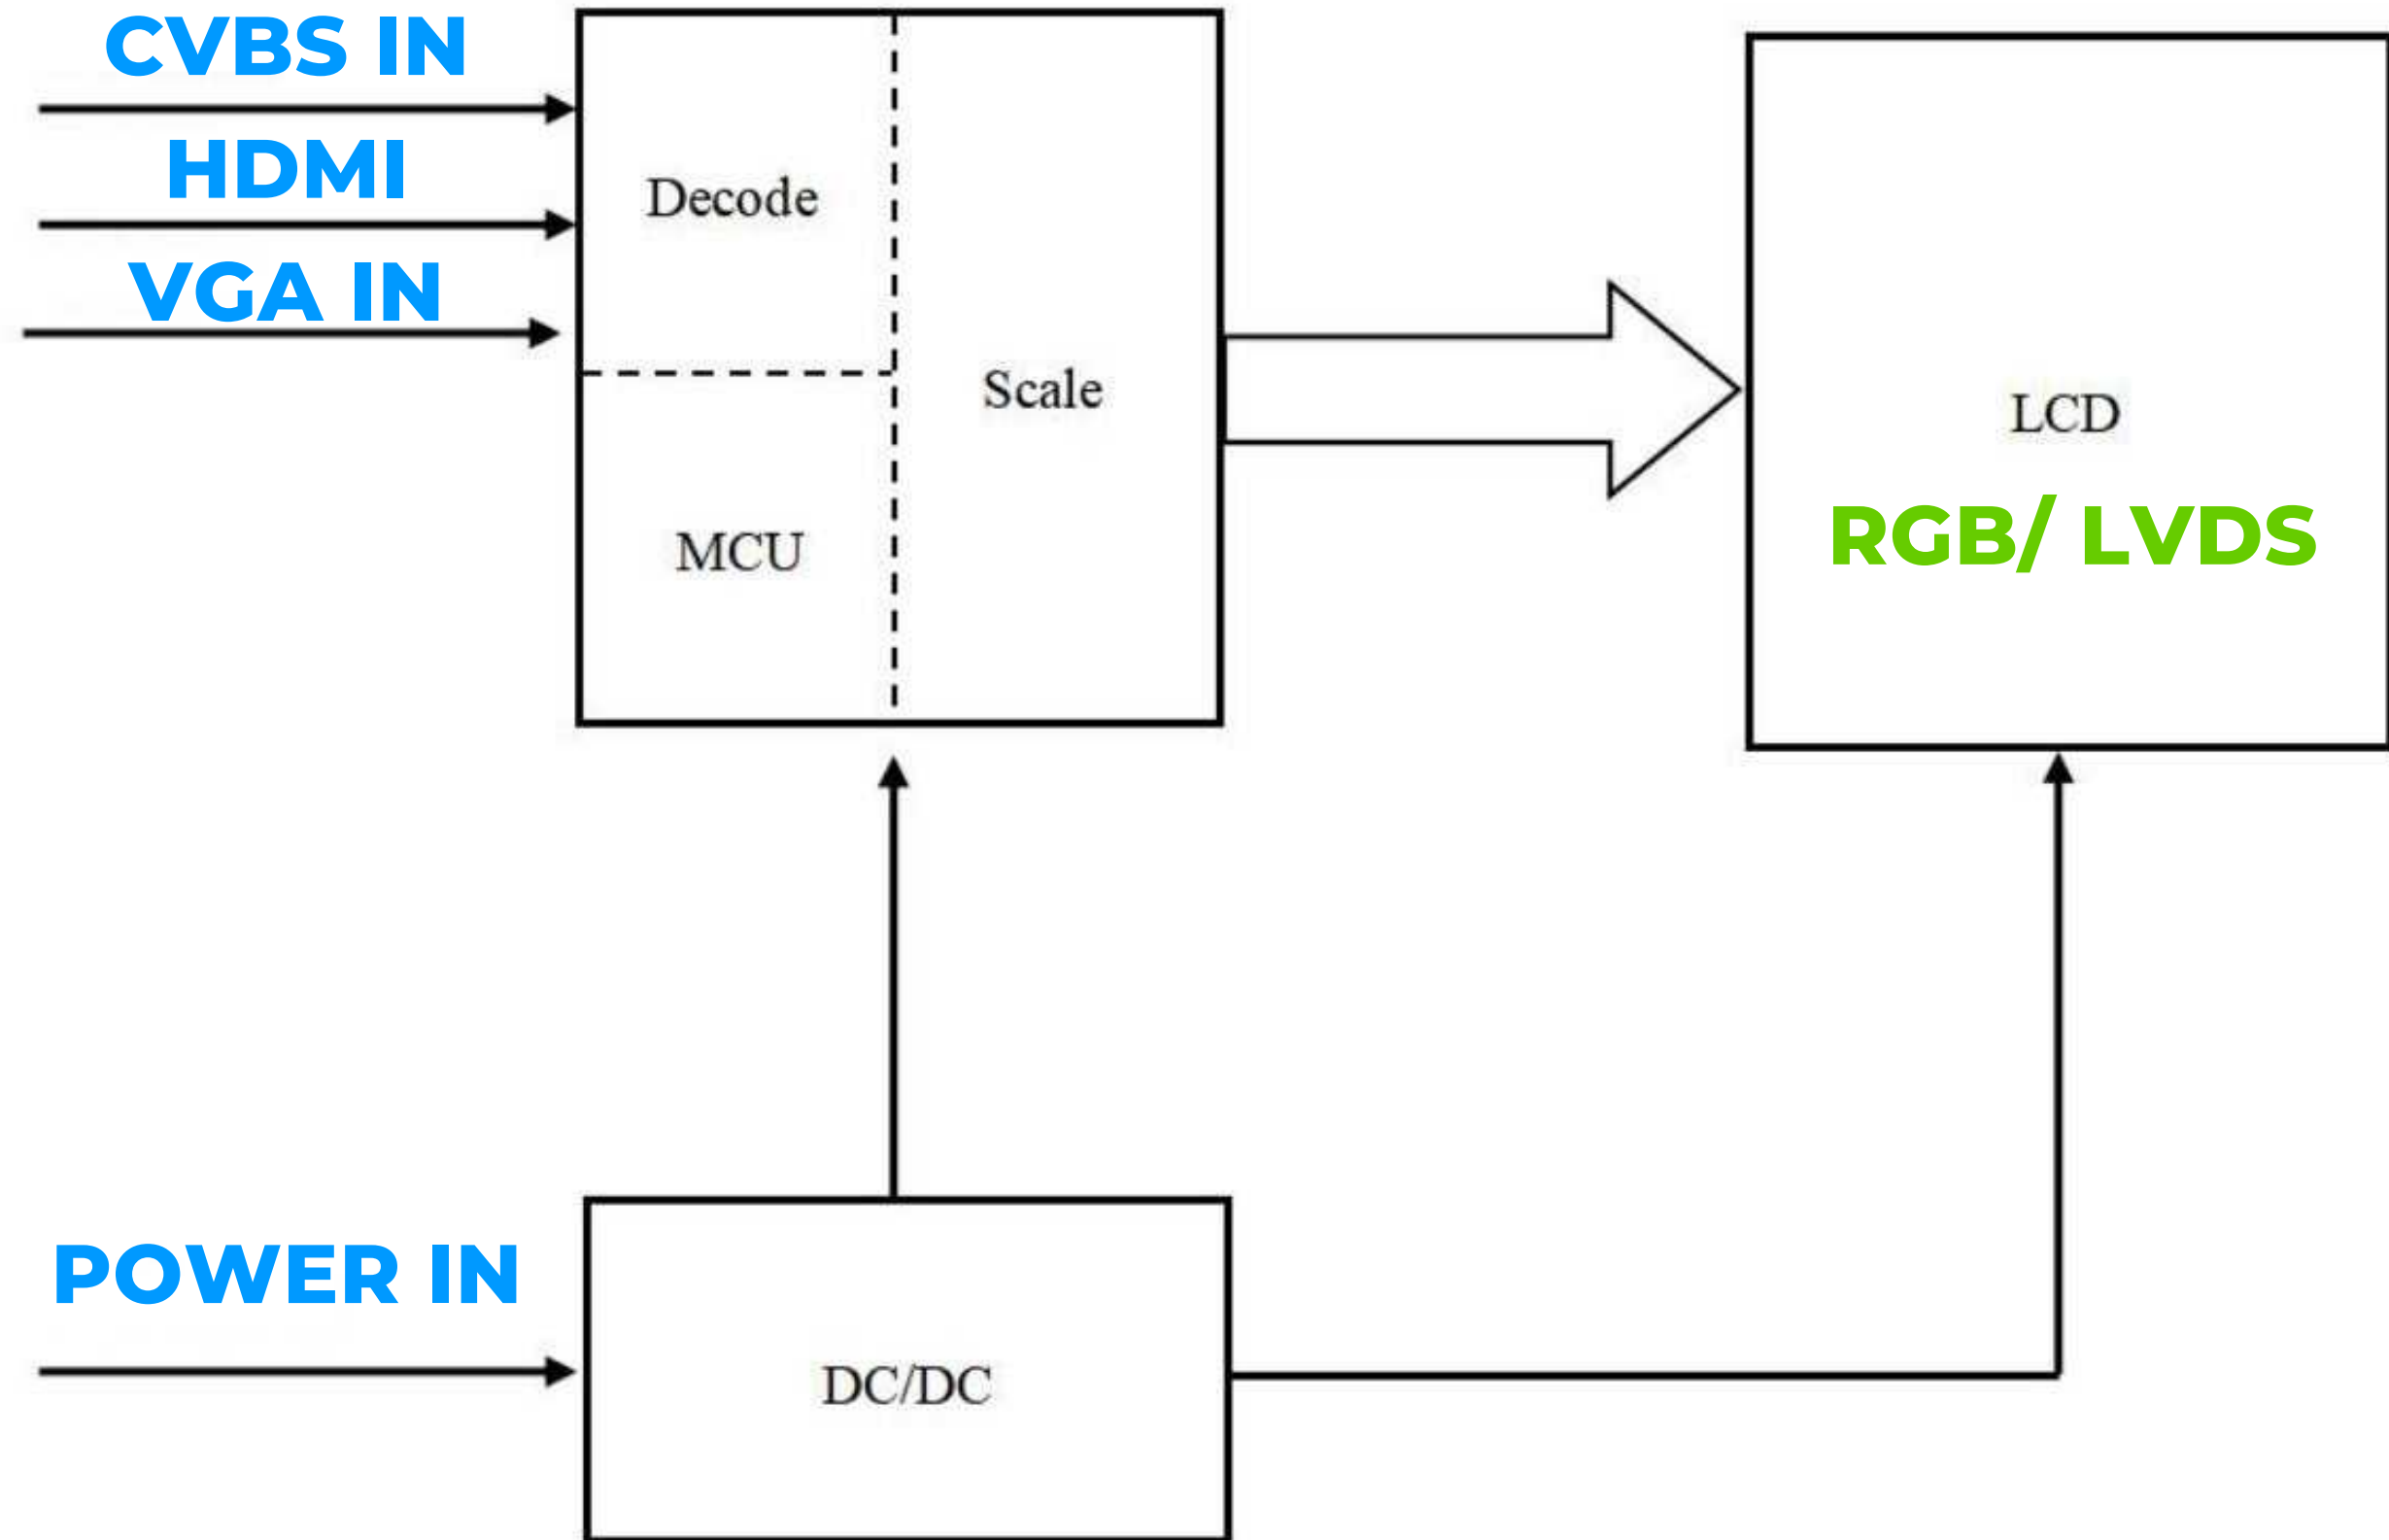 CVBS IN
HDMI
VGA IN
Decode
Scale
MCU
LCD
RGB/ LVDS
POWER IN
DC/DC